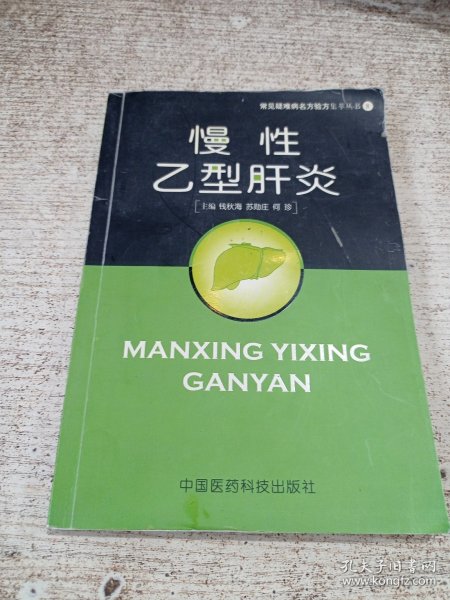 常见疑难病名方验方集萃丛书
慢性
乙型肝炎
[主编 钱秋海 苏励庄 何珍]
MANXING YIXING
GANYAN
中国医药科技出版社
孔夫子旧书网
www.kongfz.com